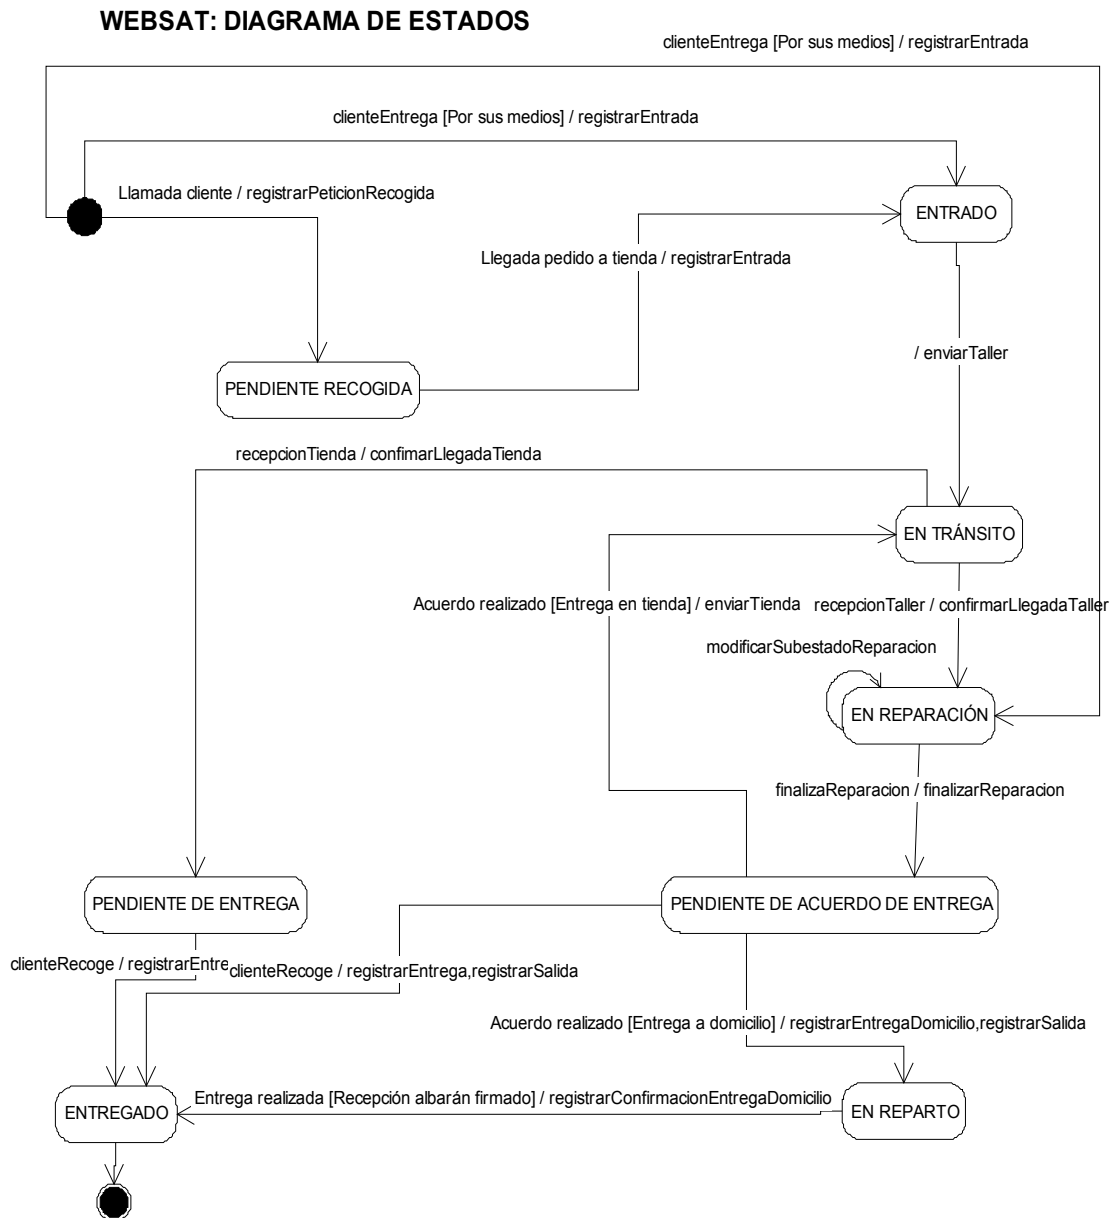 WEBSAT: DIAGRAMA DE ESTADOS
clienteEntrega [Por sus medios] / registrarEntrada
clienteEntrega [Por sus medios] / registrarEntrada
Llamada cliente / registrarPeticionRecogida
ENTRADO
Llegada pedido a tienda / registrarEntrada
/ enviarTaller
PENDIENTE RECOGIDA
recepcionTienda / confimarLlegadaTienda
EN TRÁNSITO
Acuerdo realizado [Entrega en tienda] / enviarTienda
recepcionTaller / confirmarLlegadaTaller
modificarSubestadoReparacion
EN REPARACIÓN
finalizaReparacion / finalizarReparacion
PENDIENTE DE ENTREGA
PENDIENTE DE ACUERDO DE ENTREGA
clienteRecoge / registrarEntre
clienteRecoge / registrarEntrega,registrarSalida
Acuerdo realizado [Entrega a domicilio] / registrarEntregaDomicilio,registrarSalida
Entrega realizada [Recepción albarán firmado] / registrarConfirmacionEntregaDomicilio
ENTREGADO
EN REPARTO